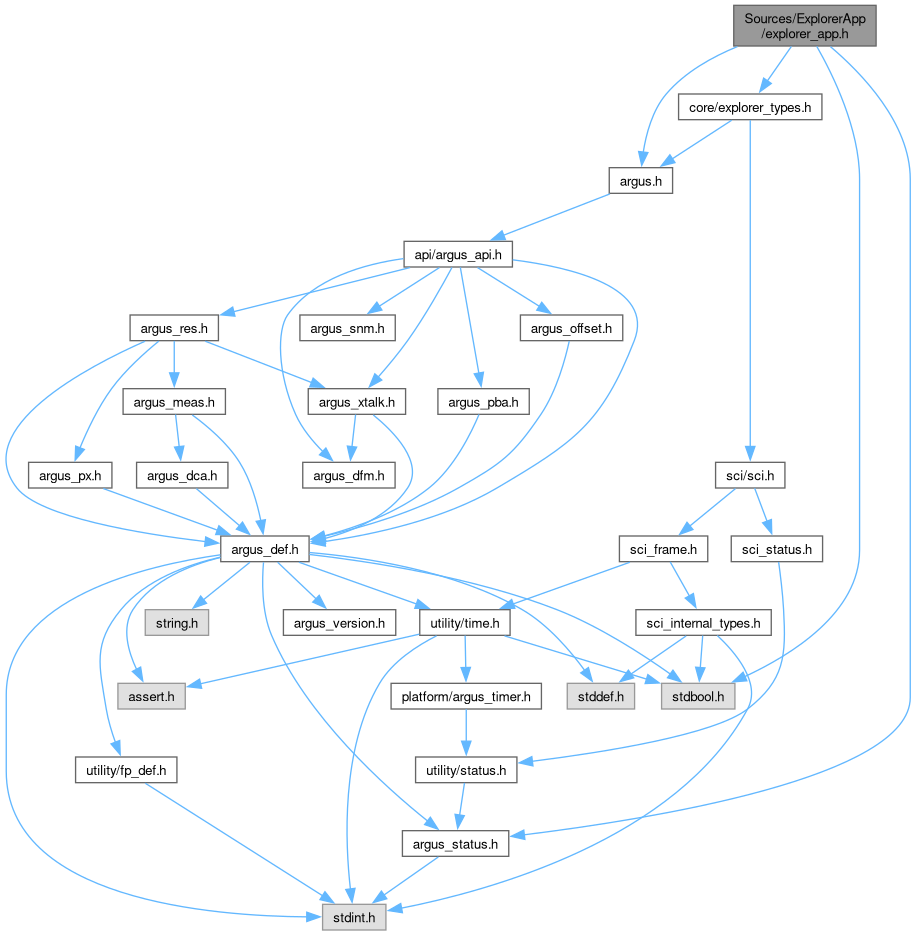 Sources/ExplorerApp
/explorer_app.h
core/explorer_types.h
argus.h
api/argus_api.h
argus_res.h
argus_snm.h
argus_offset.h
argus_meas.h
argus_xtalk.h
argus_pba.h
argus_px.h
argus_dca.h
argus_dfm.h
sci/sci.h
argus_def.h
sci_frame.h
sci_status.h
string.h
argus_version.h
utility/time.h
sci_internal_types.h
assert.h
platform/argus_timer.h
stddef.h
stdbool.h
utility/fp_def.h
utility/status.h
argus_status.h
stdint.h